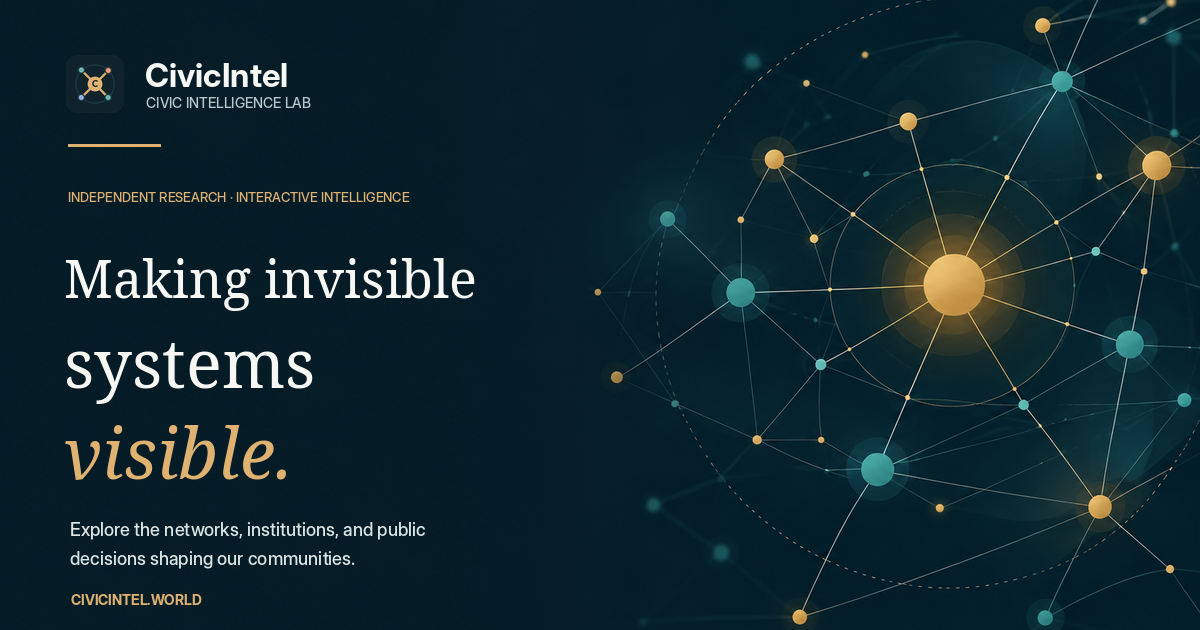 CivicIntel
CIVIC INTELLIGENCE LAB
INDEPENDENT RESEARCH · INTERACTIVE INTELLIGENCE
Making invisible
systems
visible.
Explore the networks, institutions, and public
decisions shaping our communities.
CIVICINTEL.WORLD